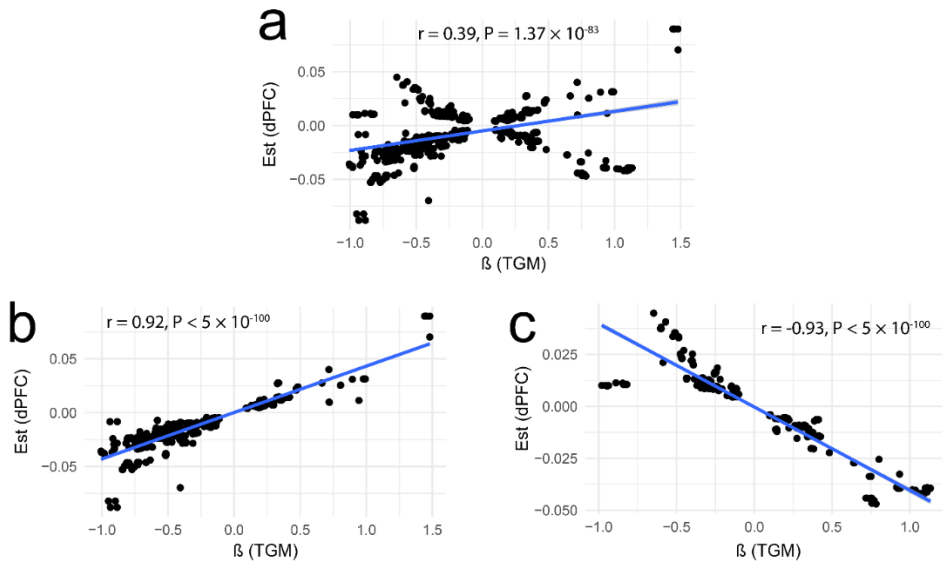 a
r = 0.39, P = 1.37 × 10-83
Est (dPFC)
0.05
0.00
−0.05
−1.0 −0.5 0.0 0.5 1.0 1.5
ß (TGM)
b
r = 0.92, P < 5 × 10-100
Est (dPFC)
0.05
0.00
−0.05
−1.0 −0.5 0.0 0.5 1.0 1.5
ß (TGM)
c
r = -0.93, P < 5 × 10-100
Est (dPFC)
0.025
0.000
−0.025
−0.050
−1.0 −0.5 0.0 0.5 1.0
ß (TGM)